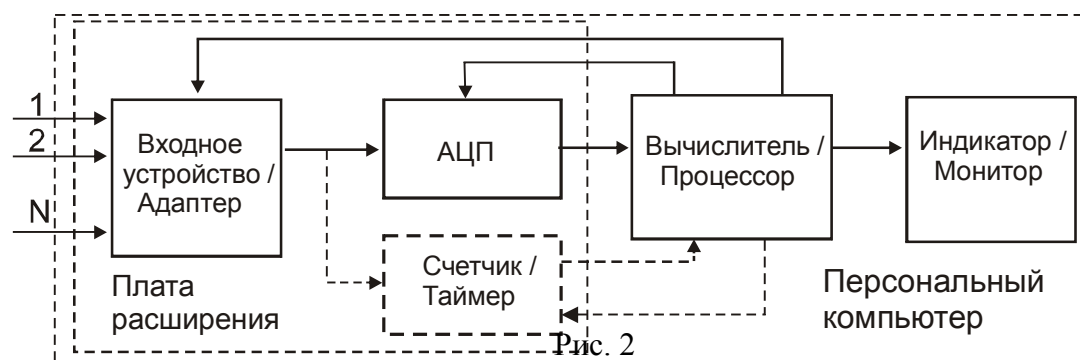 1
2
N
Входное
устройство /
Адаптер
АЦП
Вычислитель /
Процессор
Индикатор /
Монитор
Счетчик /
Таймер
Плата
расширения
Персональный
компьютер
Рис. 2